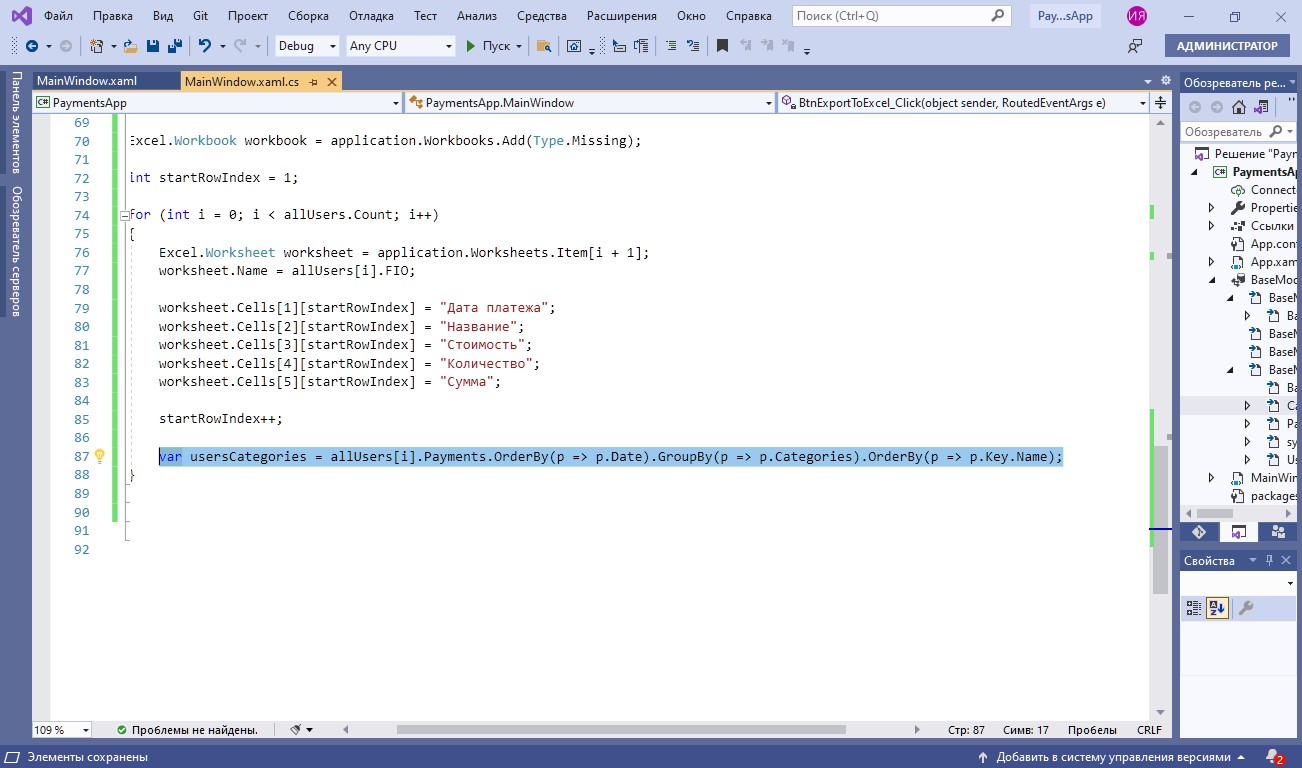 Файл Правка Вид Git Проект Сборка Отладка Тест Анализ Средства Расширения Окно Справка Поиск (Ctrl+Q) Pay...sApp ИЯ
Debug Any CPU Пуск АДМИНИСТРАТОР
Панель элементов
Обозреватель серверов
MainWindow.xaml MainWindow.xaml.cs
PaymentsApp PaymentsApp.MainWindow BtnExportToExcel_Click(object sender, RoutedEventArgs e)
69
70 Excel.Workbook workbook = application.Workbooks.Add(Type.Missing);
71
72 int startRowIndex = 1;
73
74 for (int i = 0; i < allUsers.Count; i++)
75 {
76 Excel.Worksheet worksheet = application.Worksheets.Item[i + 1];
77 worksheet.Name = allUsers[i].FIO;
78
79 worksheet.Cells[1][startRowIndex] = "Дата платежа";
80 worksheet.Cells[2][startRowIndex] = "Название";
81 worksheet.Cells[3][startRowIndex] = "Стоимость";
82 worksheet.Cells[4][startRowIndex] = "Количество";
83 worksheet.Cells[5][startRowIndex] = "Сумма";
84
85 startRowIndex++;
86
87 var usersCategories = allUsers[i].Payments.OrderBy(p => p.Date).GroupBy(p => p.Categories).OrderBy(p => p.Key.Name);
88 }
89
90
91
92
109 % Проблемы не найдены. Стр: 87 Симв: 17 Пробелы CRLF
Обозреватель ре...
Обозреватель
Решение "Payn
C# PaymentsAp
Connecte
Propertie
Ссылки
App.con
App.xam
BaseMod
BaseM
Ba
BaseM
BaseM
BaseM
Ba
Ca
Pa
sy
Us
MainWin
packages
Свойства
Элементы сохранены Добавить в систему управления версиями 2